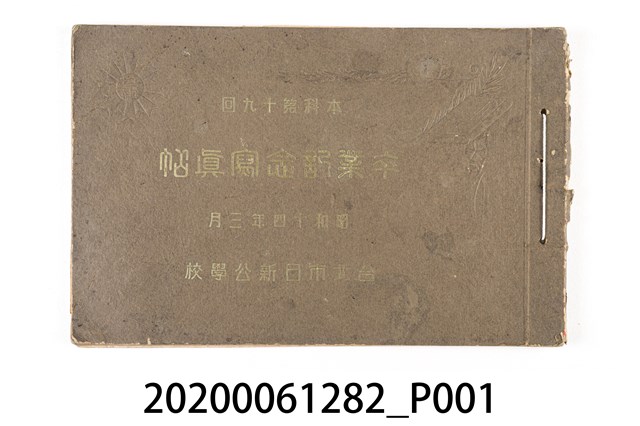 本科第十九回
卒業記念寫眞帖
昭和十四年三月
台北市日新公學校
20200061282_P001